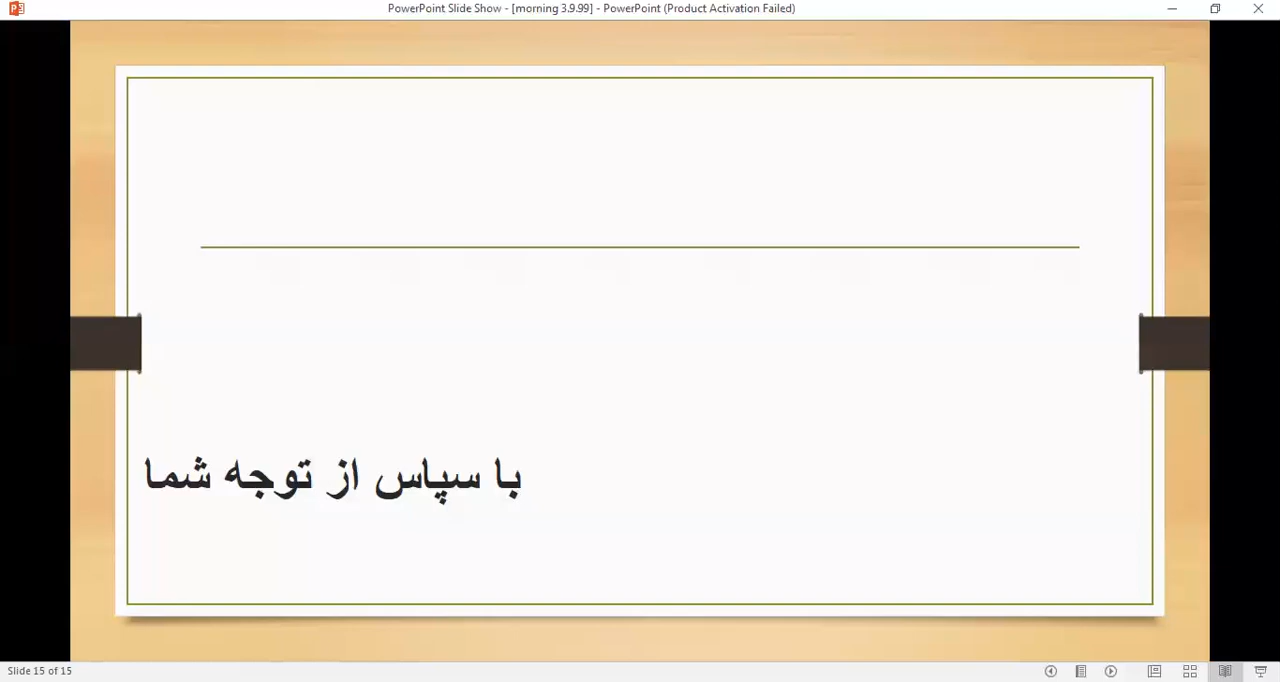 PowerPoint Slide Show - [morning 3.9.99] - PowerPoint (Product Activation Failed)
با سپاس از توجه شما
Slide 15 of 15